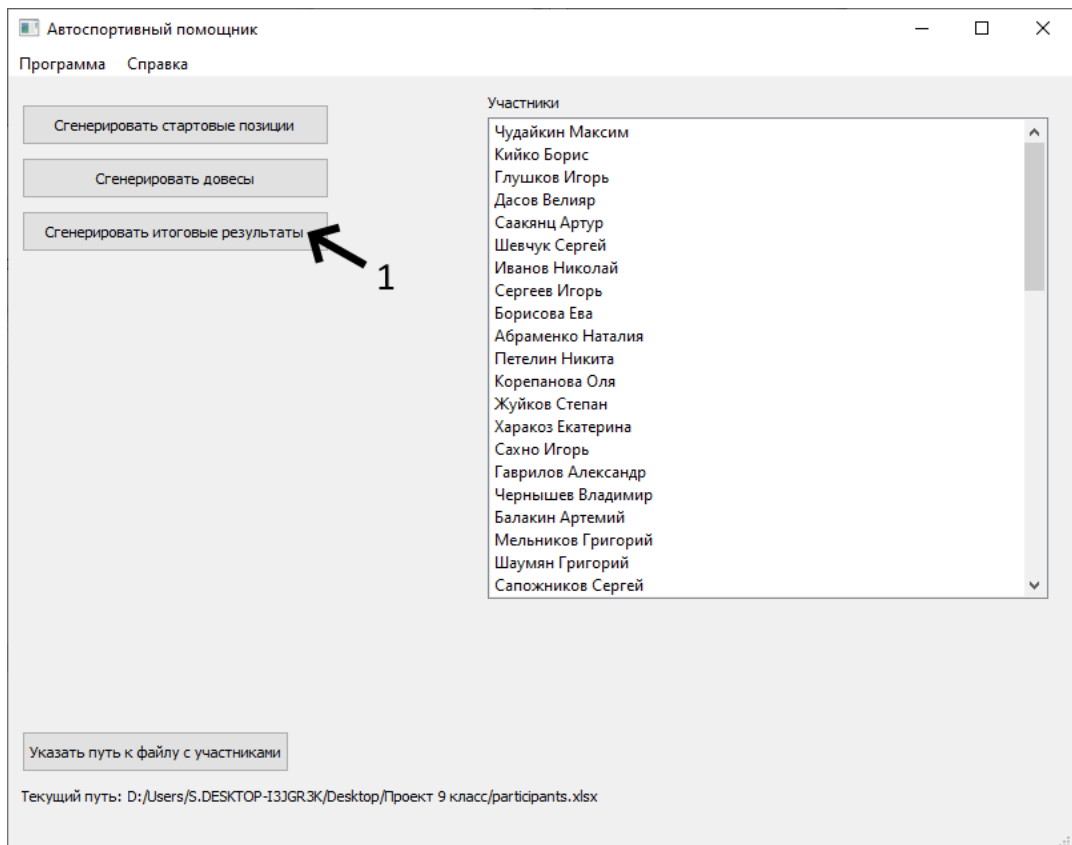 Автоспортивный помощник
Программа Справка
Сгенерировать стартовые позиции
Сгенерировать довесы
Сгенерировать итоговые результаты
1
Участники
Чудайкин Максим
Кийко Борис
Глушков Игорь
Дасов Велияр
Саакянц Артур
Шевчук Сергей
Иванов Николай
Сергеев Игорь
Борисова Ева
Абраменко Наталия
Петелин Никита
Корепанова Оля
Жуйков Степан
Харакоз Екатерина
Сахно Игорь
Гаврилов Александр
Чернышев Владимир
Балакин Артемий
Мельников Григорий
Шаумян Григорий
Сапожников Сергей
Указать путь к файлу с участниками
Текущий путь: D:/Users/S.DESKTOP-I3JGR3K/Desktop/Проект 9 класс/participants.xlsx